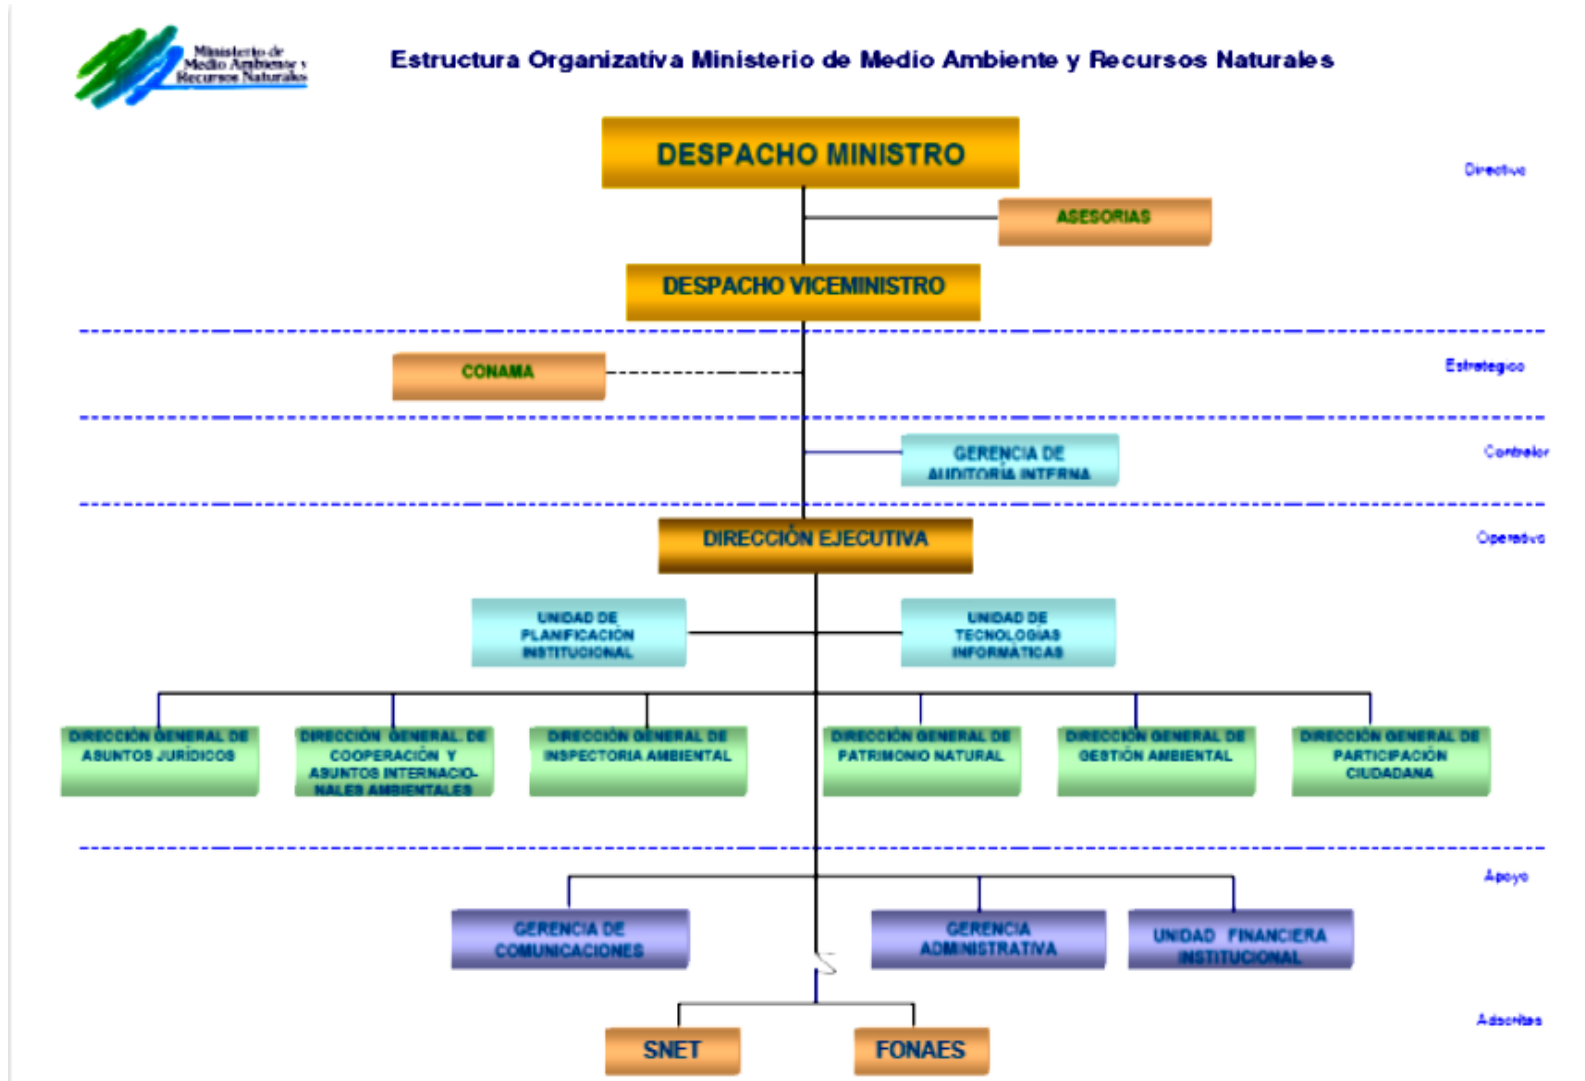 Ministerio de
Medio Ambiente y
Recursos Naturales
Estructura Organizativa Ministerio de Medio Ambiente y Recursos Naturales
DESPACHO MINISTRO
Directivo
ASESORIAS
DESPACHO VICEMINISTRO
CONAMA
Estrategico
GERENCIA DE
AUDITORÍA INTERNA
Contralor
DIRECCIÓN EJECUTIVA
Operativo
UNIDAD DE
PLANIFICACIÓN
INSTITUCIONAL
UNIDAD DE
TECNOLOGÍAS
INFORMÁTICAS
DIRECCIÓN GENERAL DE
ASUNTOS JURÍDICOS
DIRECCIÓN GENERAL DE
COOPERACIÓN Y
ASUNTOS INTERNACIO-
NALES AMBIENTALES
DIRECCIÓN GENERAL DE
INSPECTORIA AMBIENTAL
DIRECCIÓN GENERAL DE
PATRIMONIO NATURAL
DIRECCIÓN GENERAL DE
GESTIÓN AMBIENTAL
DIRECCIÓN GENERAL DE
PARTICIPACIÓN
CIUDADANA
Apoyo
GERENCIA DE
COMUNICACIONES
GERENCIA
ADMINISTRATIVA
UNIDAD FINANCIERA
INSTITUCIONAL
Adscritas
SNET
FONAES